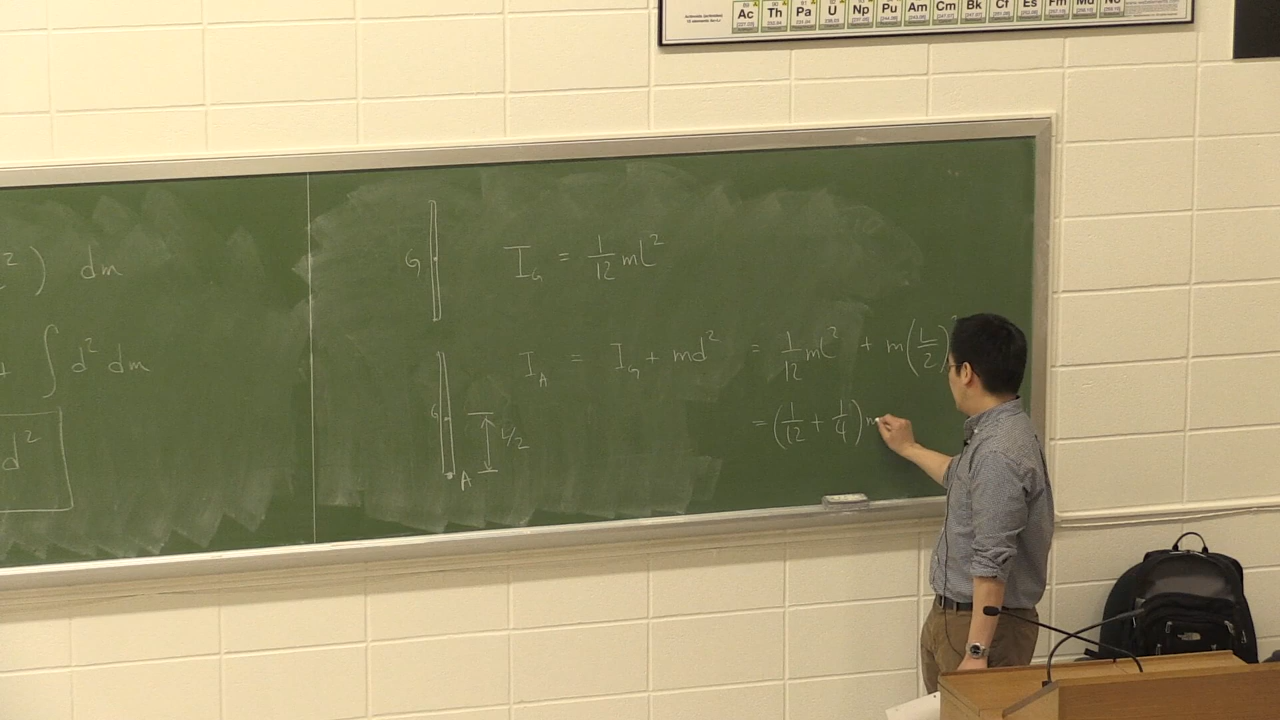 ²) dm
+ ∫ d² dm
d²
G
I_G = 1/12 mL²
I_A = I_G + md² = 1/12 mL² + m(L/2)²
= (1/12 + 1/4) m
G
L/2
A
Ac Th Pa U Np Pu Am Cm Bk Cf Es Fm Md No